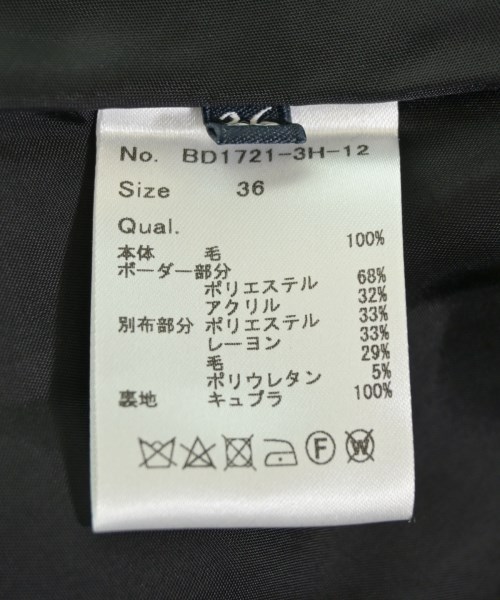 36
No. BD1721-3H-12
Size 36
Qual.
本体 毛 100%
ボーダー部分
ポリエステル 68%
アクリル 32%
別布部分 ポリエステル 33%
レーヨン 33%
毛 29%
ポリウレタン 5%
裏地 キュプラ 100%
F W